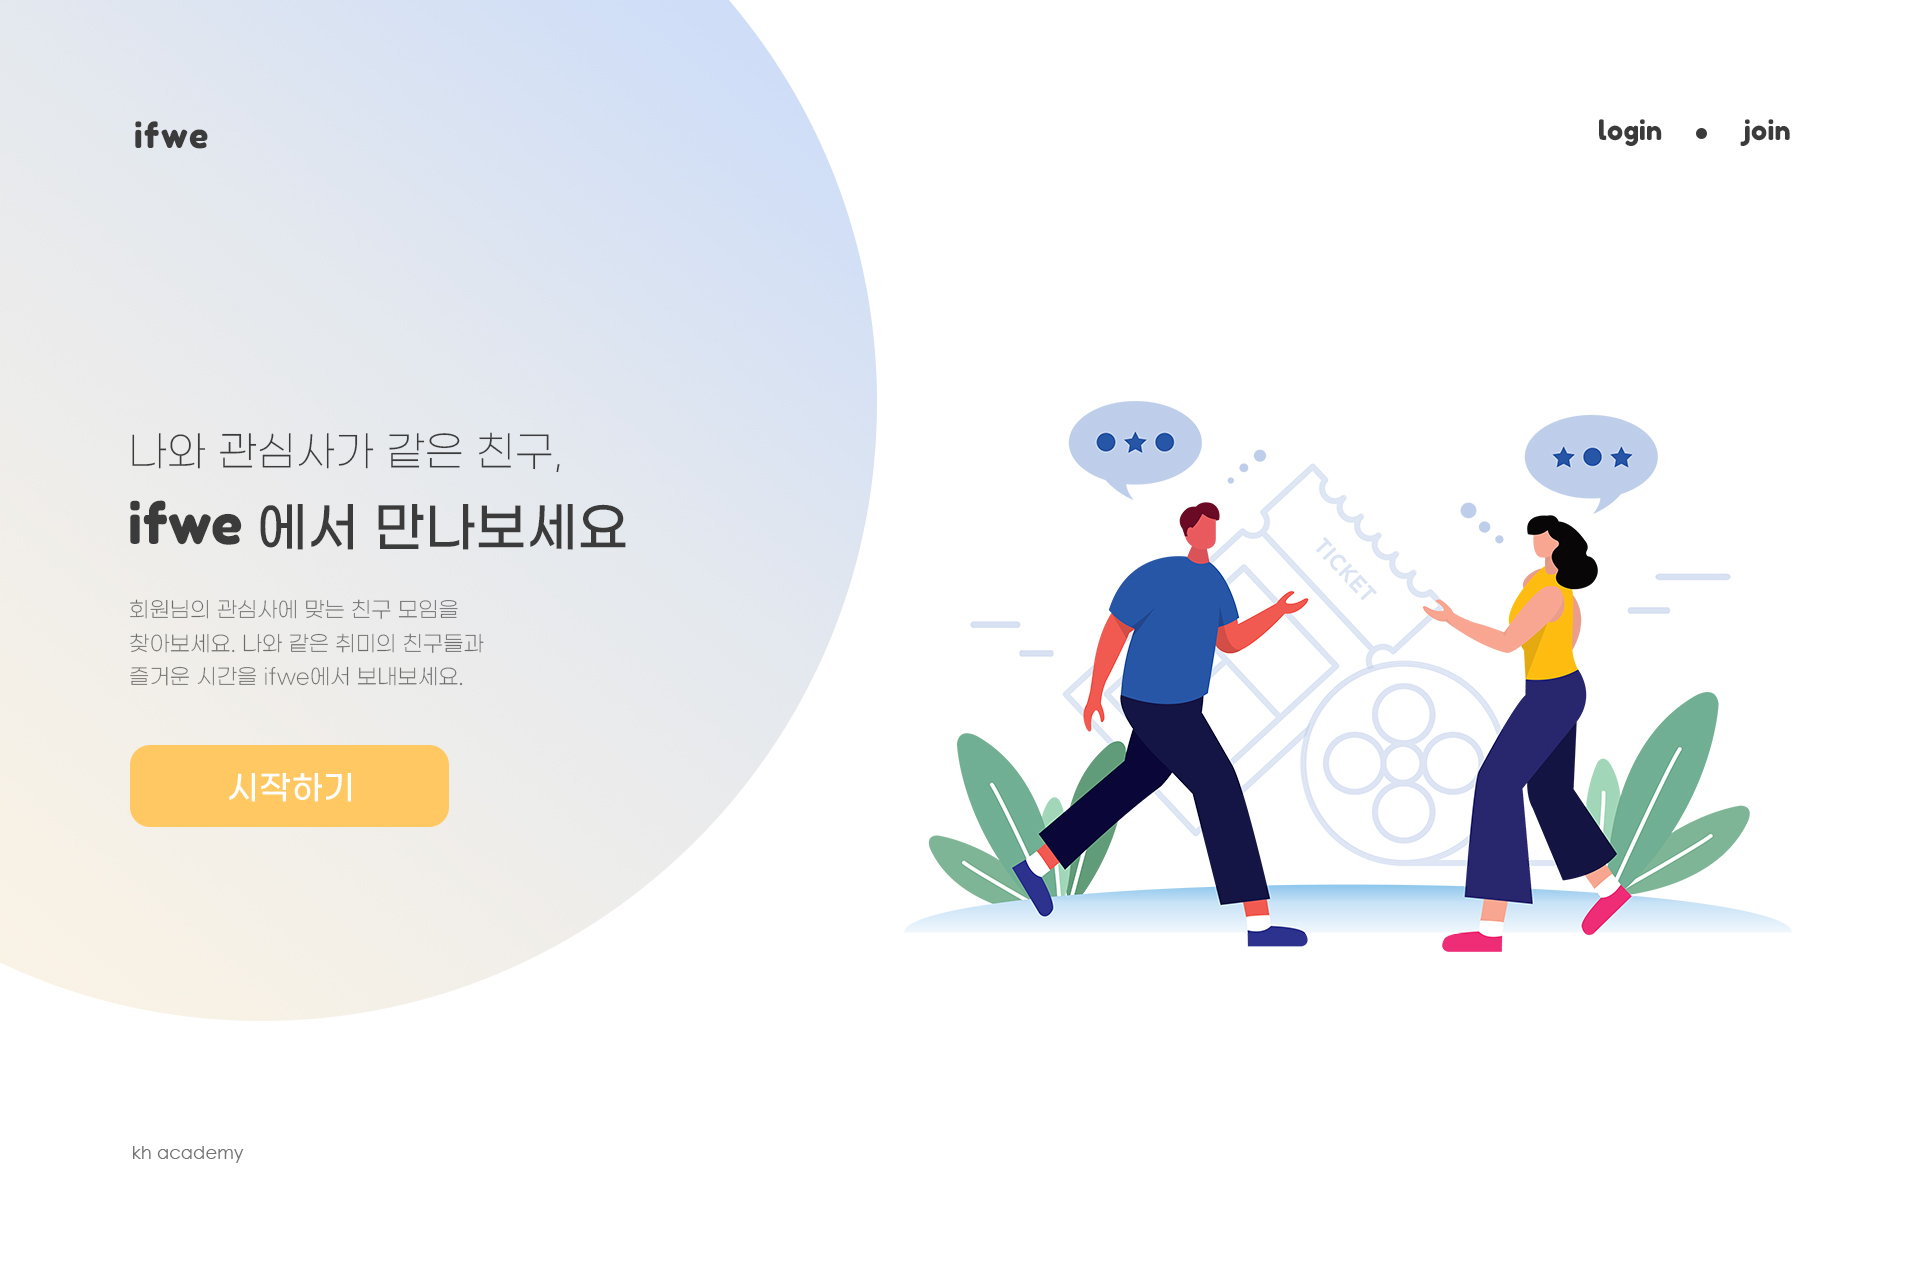 ifwe
login • join
나와 관심사가 같은 친구,
ifwe 에서 만나보세요
회원님의 관심사에 맞는 친구 모임을
찾아보세요. 나와 같은 취미의 친구들과
즐거운 시간을 ifwe에서 보내보세요.
시작하기
TICKET
kh academy